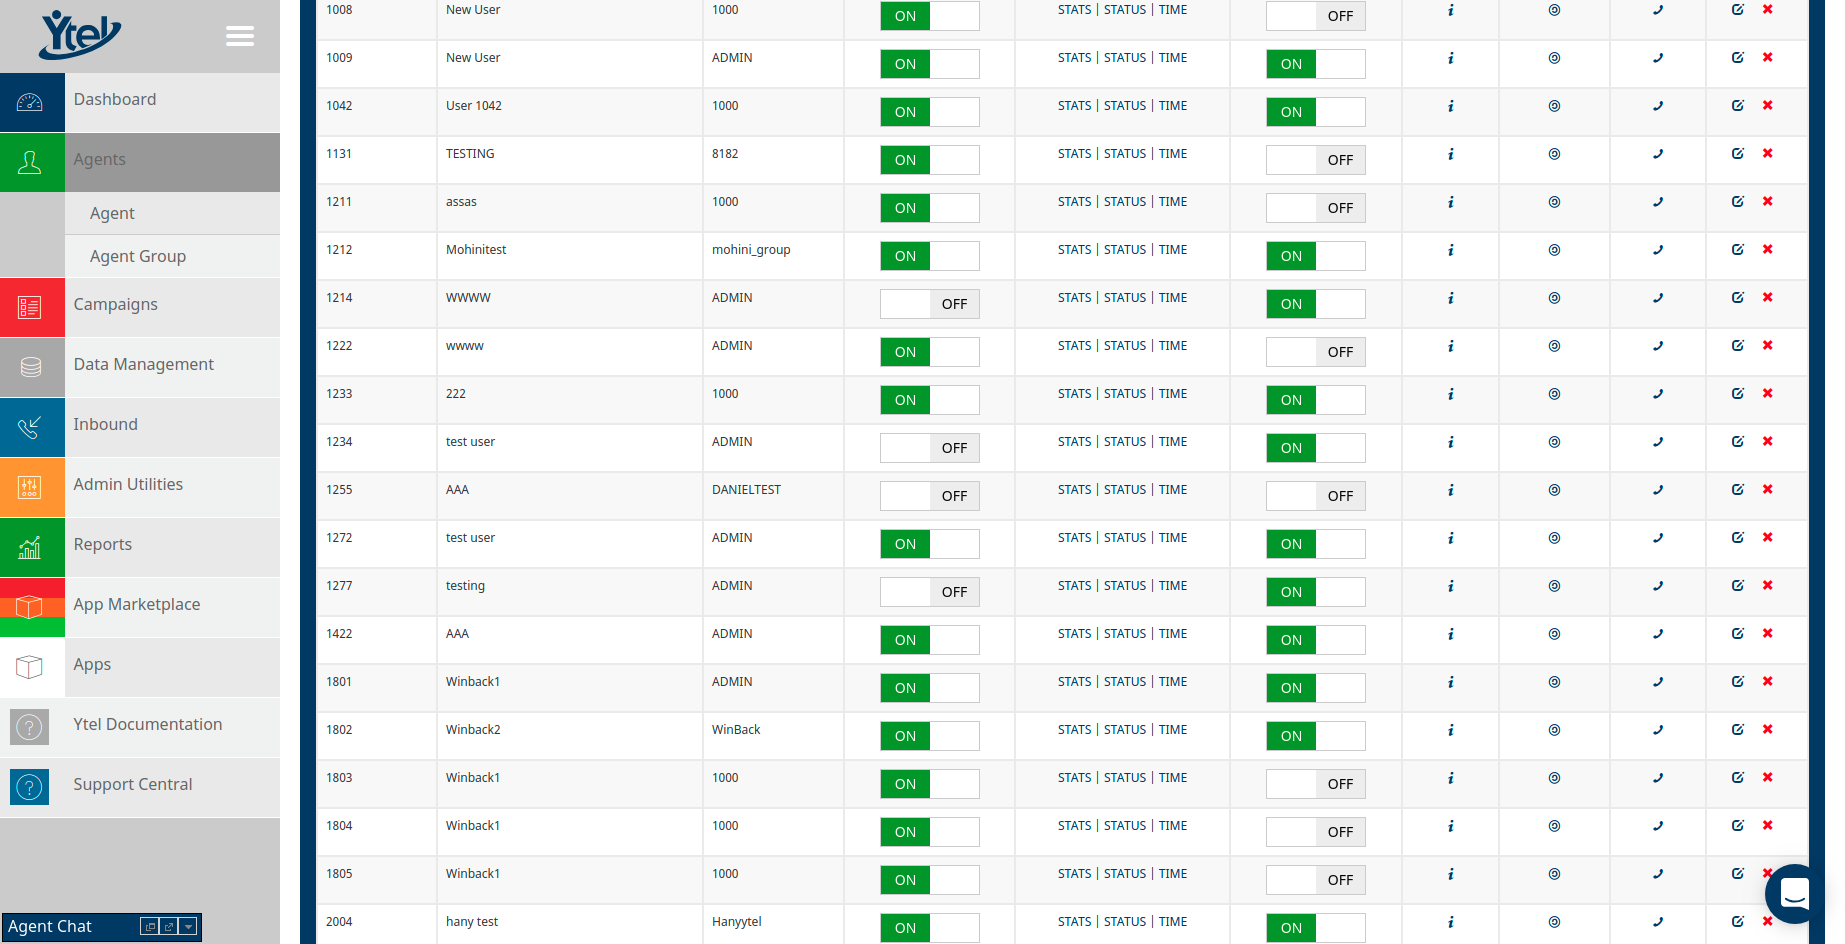 Ytel
Dashboard
Agents
Agent
Agent Group
Campaigns
Data Management
Inbound
Admin Utilities
Reports
App Marketplace
Apps
? Ytel Documentation
? Support Central
Agent Chat
1008 New User 1000 ON STATS | STATUS | TIME OFF i
1009 New User ADMIN ON STATS | STATUS | TIME ON i
1042 User 1042 1000 ON STATS | STATUS | TIME ON i
1131 TESTING 8182 ON STATS | STATUS | TIME OFF i
1211 assas 1000 ON STATS | STATUS | TIME OFF i
1212 Mohinitest mohini_group ON STATS | STATUS | TIME ON i
1214 WWWW ADMIN OFF STATS | STATUS | TIME ON i
1222 wwww ADMIN ON STATS | STATUS | TIME OFF i
1233 222 1000 ON STATS | STATUS | TIME ON i
1234 test user ADMIN OFF STATS | STATUS | TIME ON i
1255 AAA DANIELTEST OFF STATS | STATUS | TIME OFF i
1272 test user ADMIN ON STATS | STATUS | TIME ON i
1277 testing ADMIN OFF STATS | STATUS | TIME ON i
1422 AAA ADMIN ON STATS | STATUS | TIME ON i
1801 Winback1 ADMIN ON STATS | STATUS | TIME ON i
1802 Winback2 WinBack ON STATS | STATUS | TIME ON i
1803 Winback1 1000 ON STATS | STATUS | TIME OFF i
1804 Winback1 1000 ON STATS | STATUS | TIME OFF i
1805 Winback1 1000 ON STATS | STATUS | TIME OFF i
2004 hany test Hanyytel ON STATS | STATUS | TIME ON i